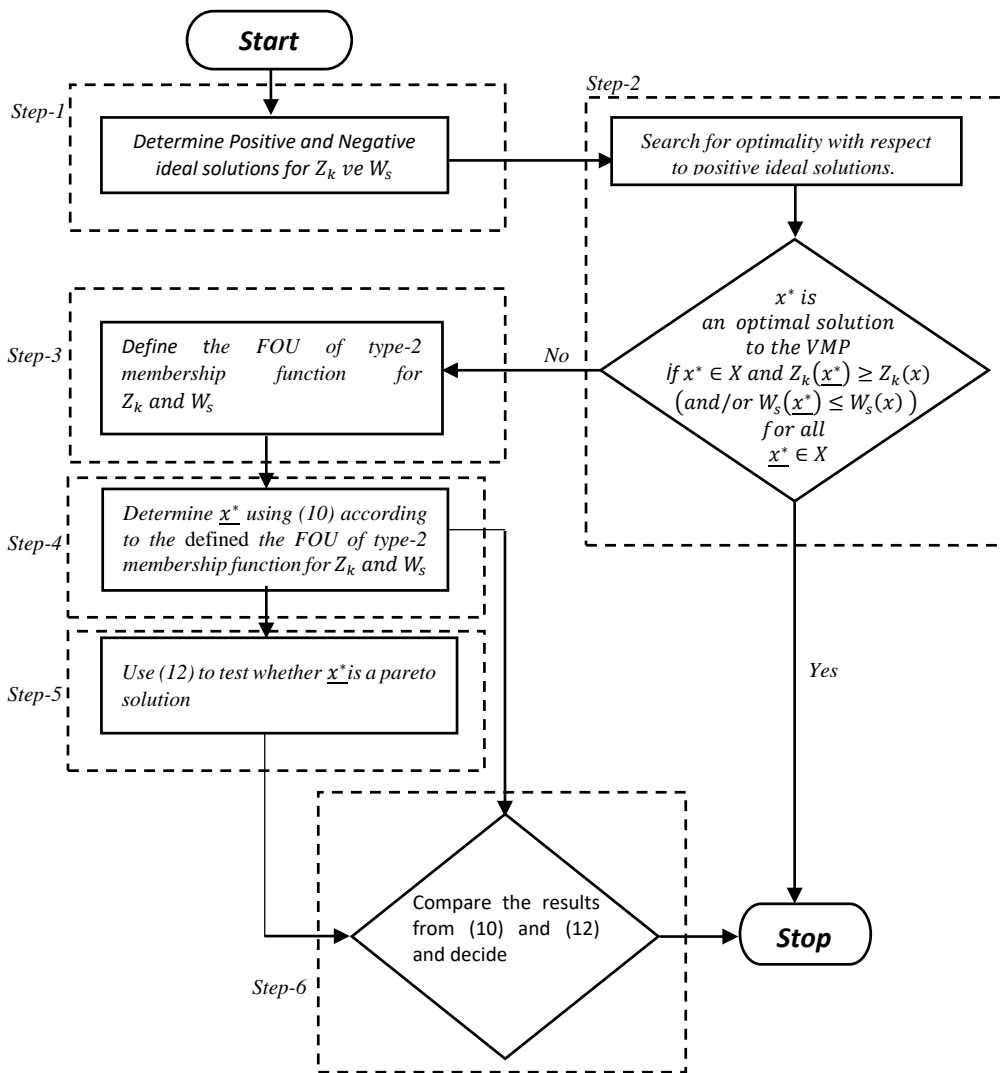 Start
Step-1
Determine Positive and Negative
ideal solutions for Z_k ve W_s
Step-2
Search for optimality with respect
to positive ideal solutions.
x* is
an optimal solution
to the VMP
if x* ∈ X and Z_k(x*) ≥ Z_k(x)
(and/or W_s(x*) ≤ W_s(x) )
for all
x* ∈ X
No
Yes
Step-3
Define the FOU of type-2
membership function for
Z_k and W_s
Step-4
Determine x* using (10) according
to the defined the FOU of type-2
membership function for Z_k and W_s
Step-5
Use (12) to test whether x* is a pareto
solution
Step-6
Compare the results
from (10) and (12)
and decide
Stop